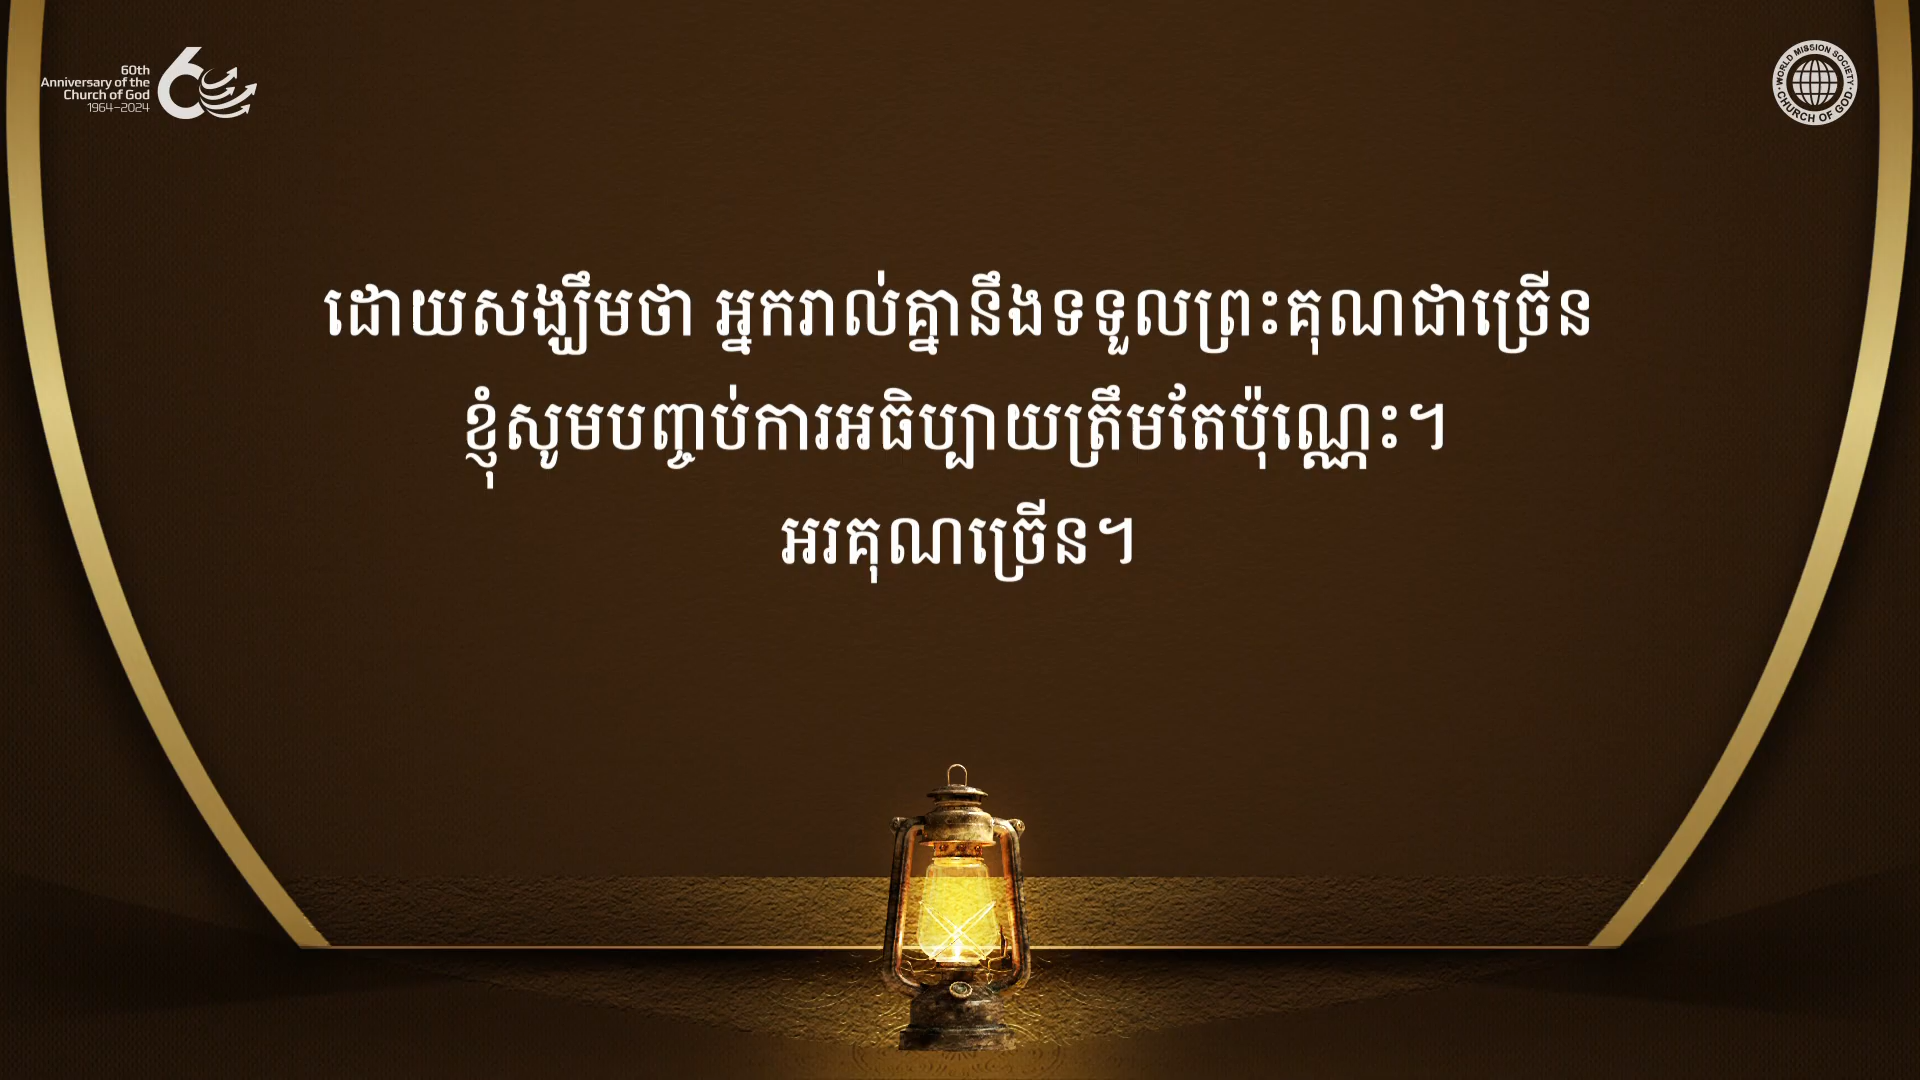 60th
Anniversary of the
Church of God
1964–2024
WORLD MISSION SOCIETY
CHURCH OF GOD
ដោយសង្ឃឹមថា អ្នករាល់គ្នានឹងទទួលព្រះគុណជាច្រើន
ខ្ញុំសូមបញ្ចប់ការអធិប្បាយត្រឹមតែប៉ុណ្ណេះ។
អរគុណច្រើន។